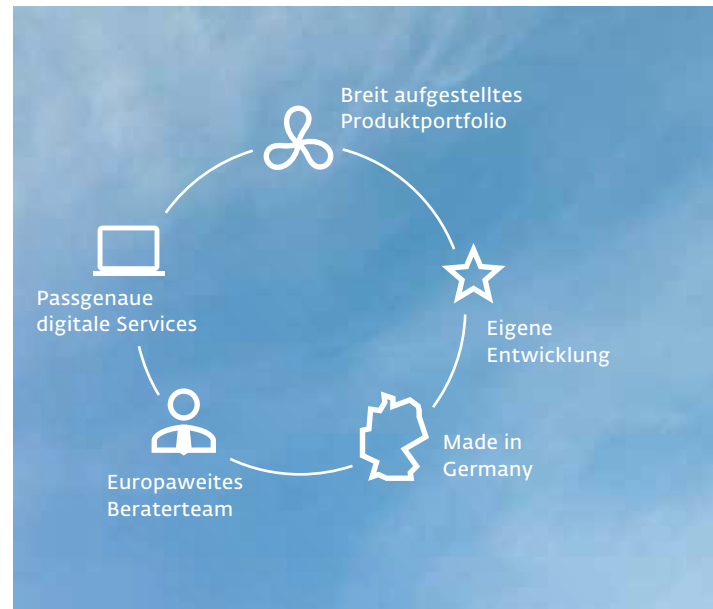 Breit aufgestelltes
Produktportfolio
Passgenaue
digitale Services
Eigene
Entwicklung
Made in
Germany
Europaweites
Beraterteam